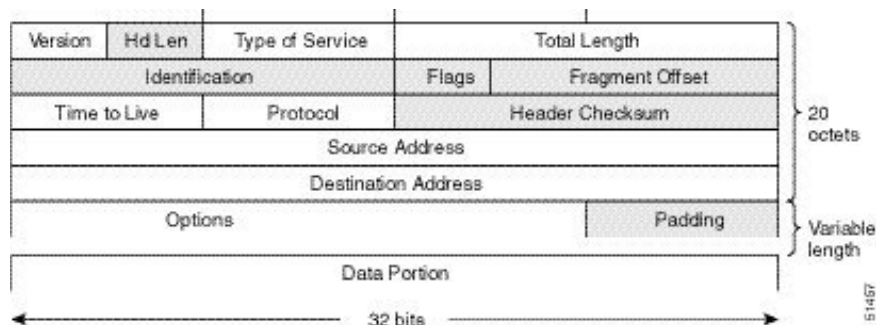 Version Hd Len Type of Service Total Length
Identification Flags Fragment Offset
Time to Live Protocol Header Checksum
20
octets
Source Address
Destination Address
Options Padding
Variable
length
Data Portion
32 bits
51457